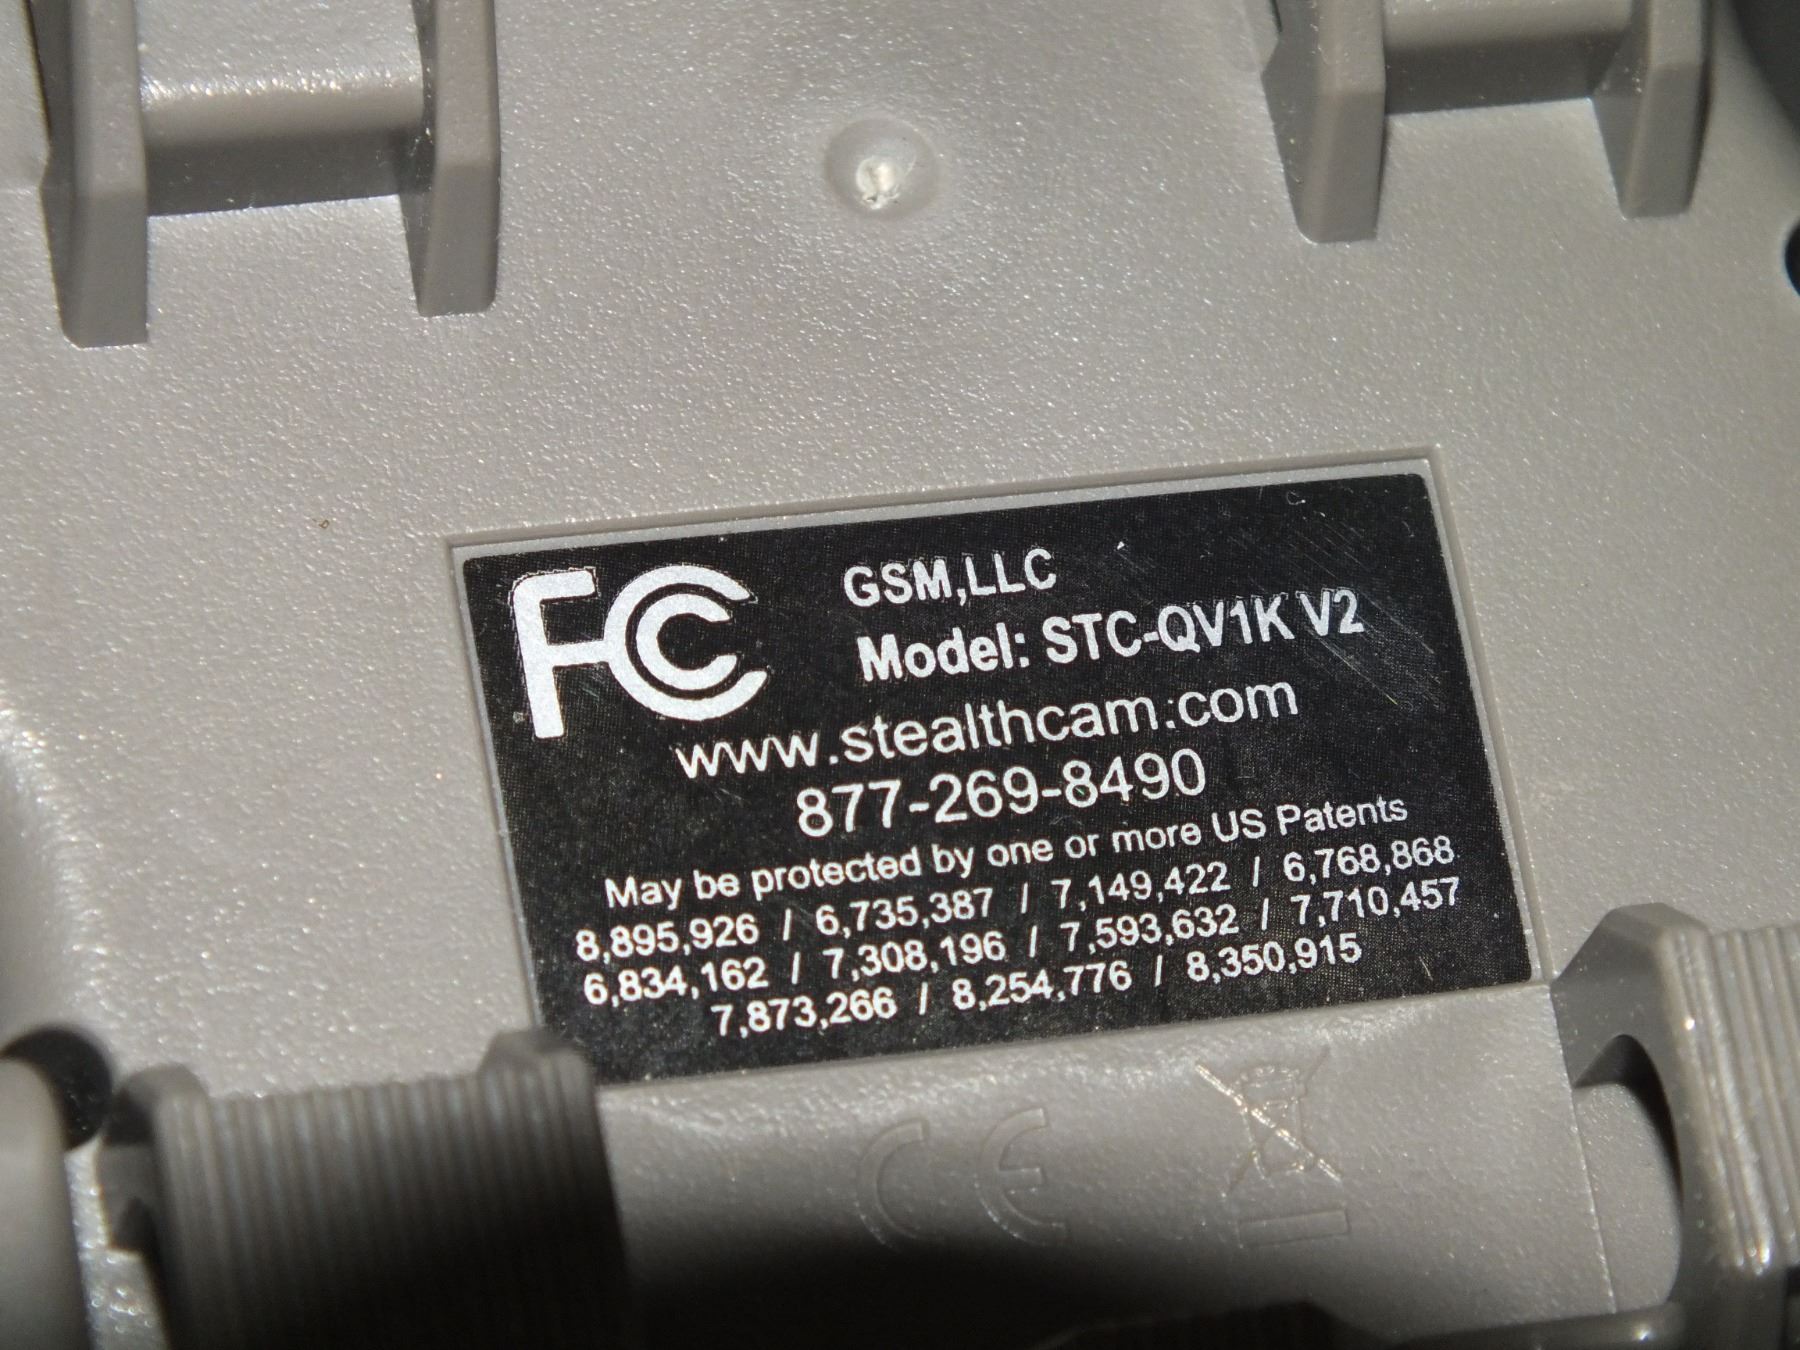 FC
GSM,LLC
Model: STC-QV1K V2
www.stealthcam.com
877-269-8490
May be protected by one or more US Patents
8,895,926 / 6,735,387 / 7,149,422 / 6,768,868
6,834,162 / 7,308,196 / 7,593,632 / 7,710,457
7,873,266 / 8,254,776 / 8,350,915
CE